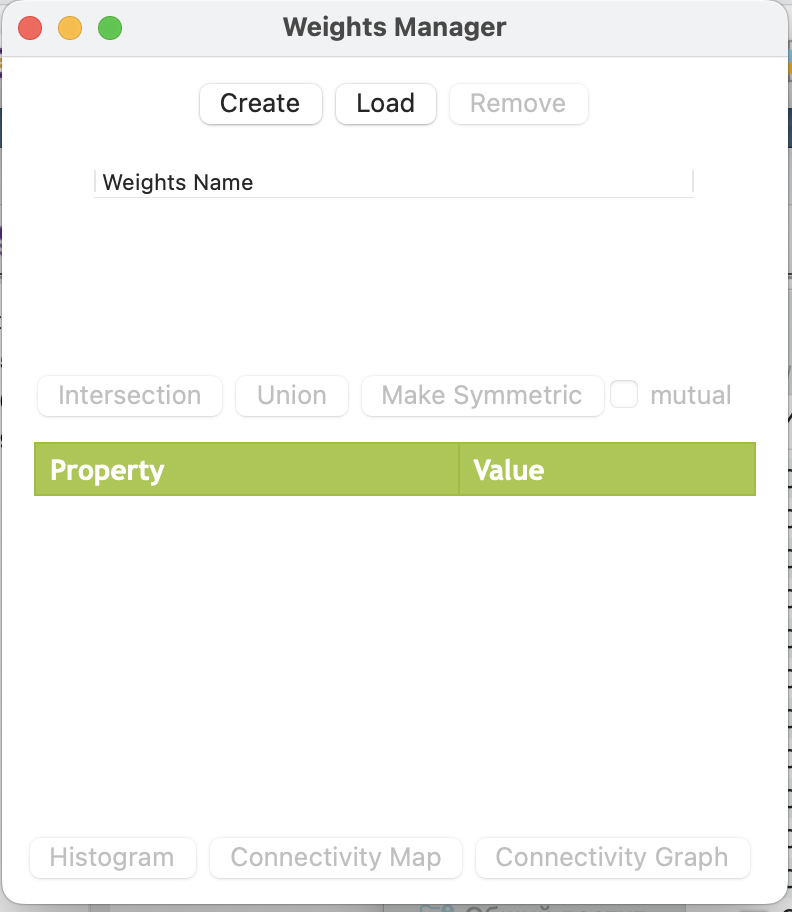 Weights Manager
Create Load Remove
Weights Name
Intersection Union Make Symmetric mutual
Property Value
Histogram Connectivity Map Connectivity Graph